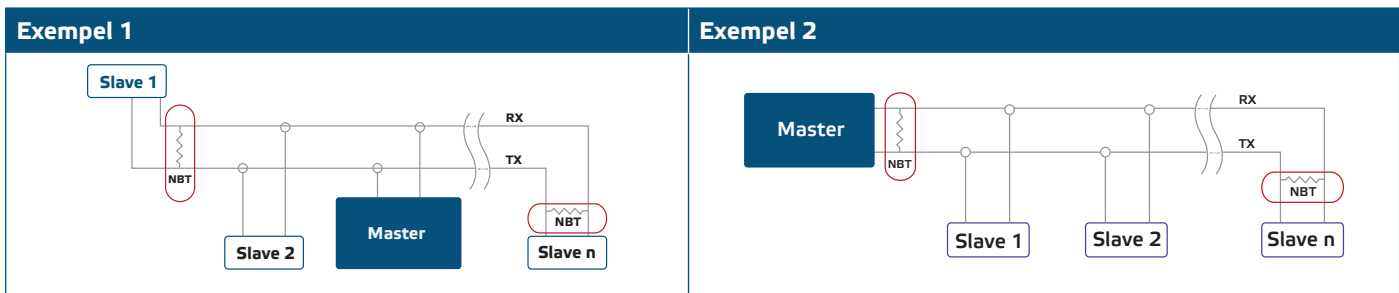 Exempel 1
Slave 1
RX
TX
NBT
NBT
Slave 2
Master
Slave n
Exempel 2
Master
RX
TX
NBT
NBT
Slave 1
Slave 2
Slave n